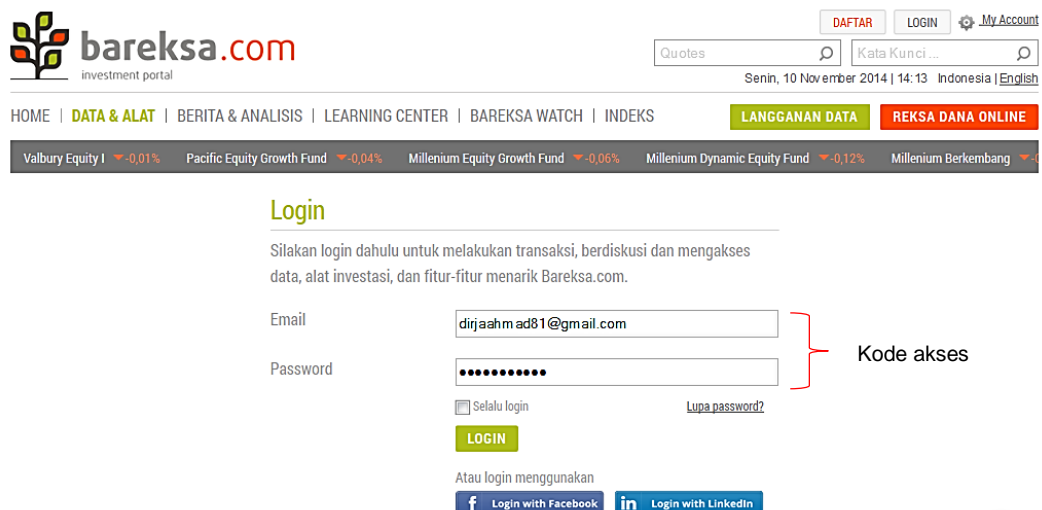 DAFTAR LOGIN My Account
bareksa.com
investment portal
Quotes Kata Kunci ...
Senin, 10 November 2014 | 14:13 Indonesia | English
HOME | DATA & ALAT | BERITA & ANALISIS | LEARNING CENTER | BAREKSA WATCH | INDEKS LANGGANAN DATA REKSA DANA ONLINE
Valbury Equity I -0,01% Pacific Equity Growth Fund -0,04% Millenium Equity Growth Fund -0,06% Millenium Dynamic Equity Fund -0,12% Millenium Berkembang
Login
Silakan login dahulu untuk melakukan transaksi, berdiskusi dan mengakses
data, alat investasi, dan fitur-fitur menarik Bareksa.com.
Email dirjaahmad81@gmail.com
Kode akses
Password •••••••••••
Selalu login Lupa password?
LOGIN
Atau login menggunakan
f Login with Facebook in Login with LinkedIn